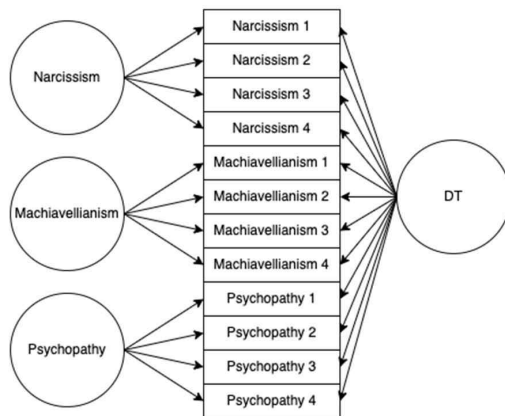 Narcissism
Machiavellianism
Psychopathy
Narcissism 1
Narcissism 2
Narcissism 3
Narcissism 4
Machiavellianism 1
Machiavellianism 2
Machiavellianism 3
Machiavellianism 4
Psychopathy 1
Psychopathy 2
Psychopathy 3
Psychopathy 4
DT